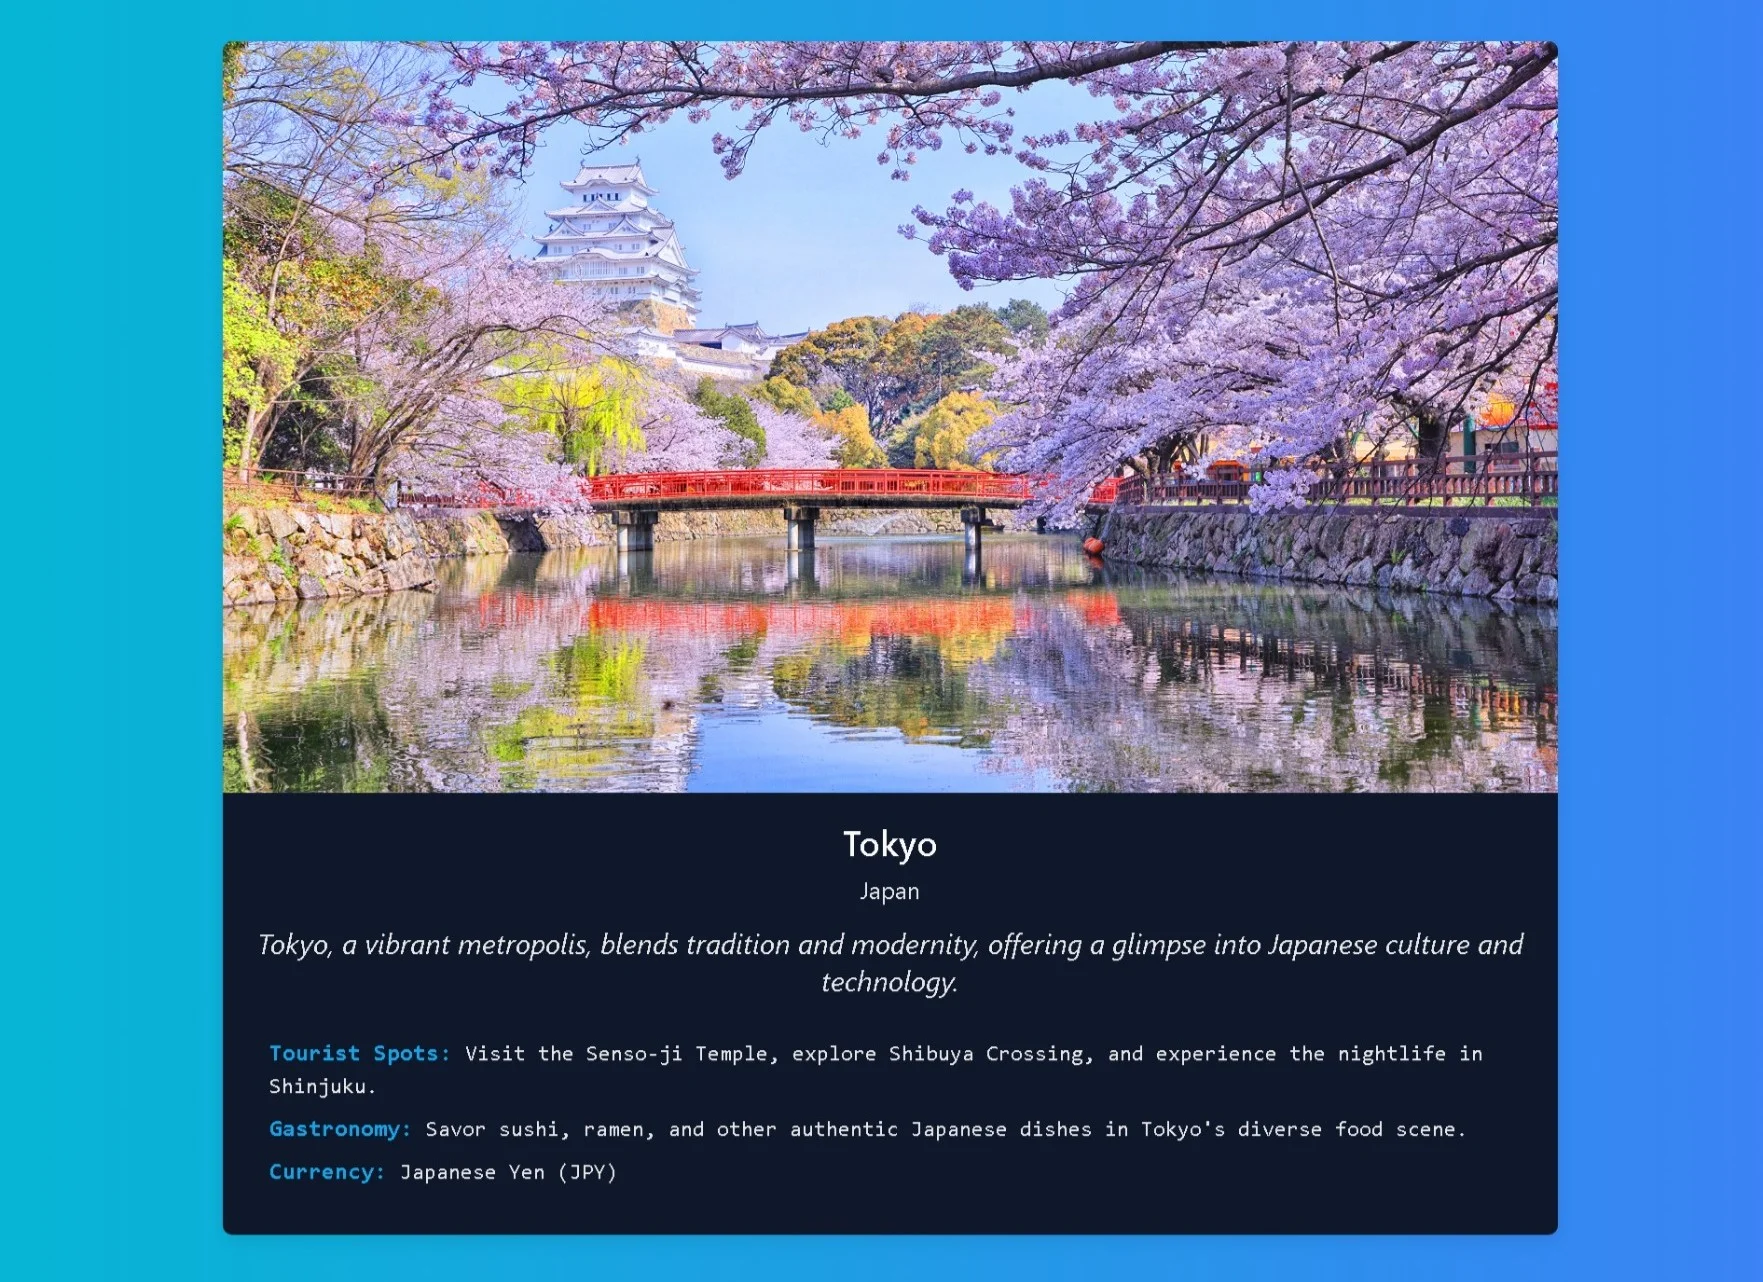 Tokyo
Japan
Tokyo, a vibrant metropolis, blends tradition and modernity, offering a glimpse into Japanese culture and
technology.
Tourist Spots: Visit the Senso-ji Temple, explore Shibuya Crossing, and experience the nightlife in
Shinjuku.
Gastronomy: Savor sushi, ramen, and other authentic Japanese dishes in Tokyo's diverse food scene.
Currency: Japanese Yen (JPY)